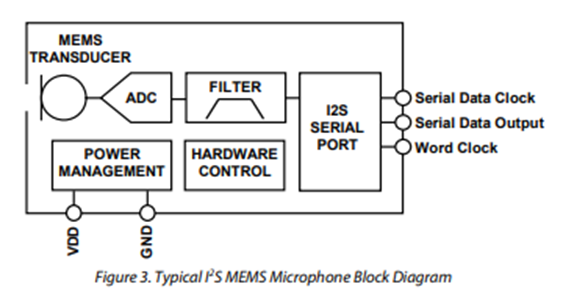 MEMS
TRANSDUCER
ADC
FILTER
I2S
SERIAL
PORT
Serial Data Clock
Serial Data Output
Word Clock
POWER
MANAGEMENT
HARDWARE
CONTROL
VDD
GND
Figure 3. Typical I²S MEMS Microphone Block Diagram